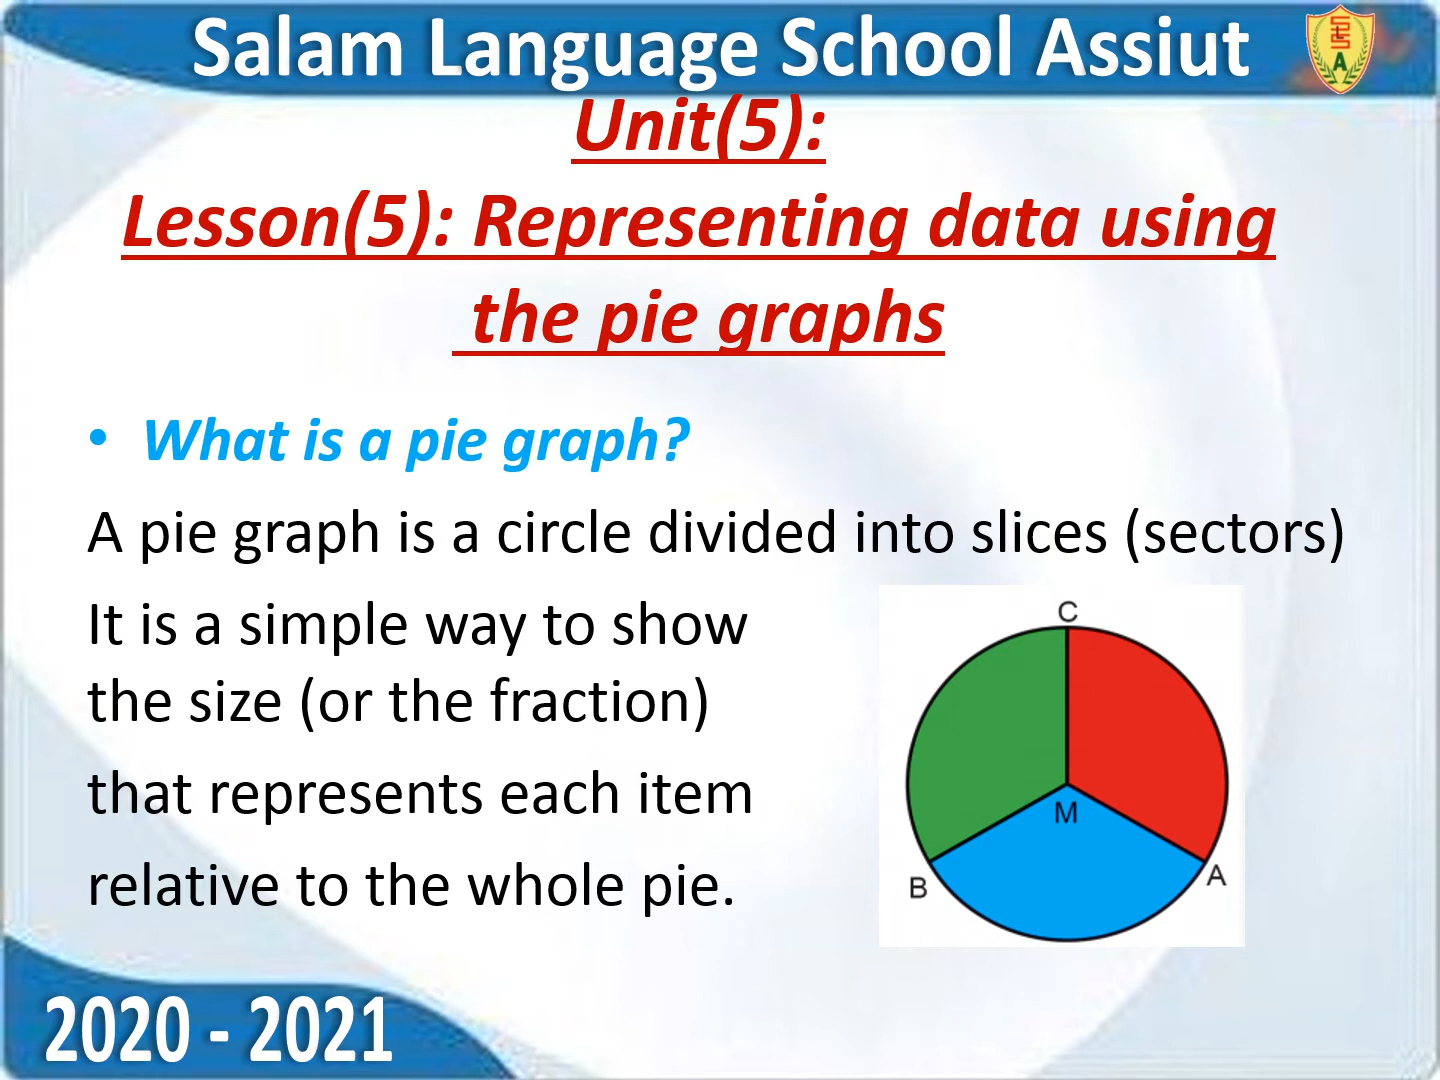 Salam Language School Assiut
Unit(5):
Lesson(5): Representing data using
the pie graphs
• What is a pie graph?
A pie graph is a circle divided into slices (sectors)
It is a simple way to show
the size (or the fraction)
that represents each item
relative to the whole pie.
C
M
B
A
2020 - 2021